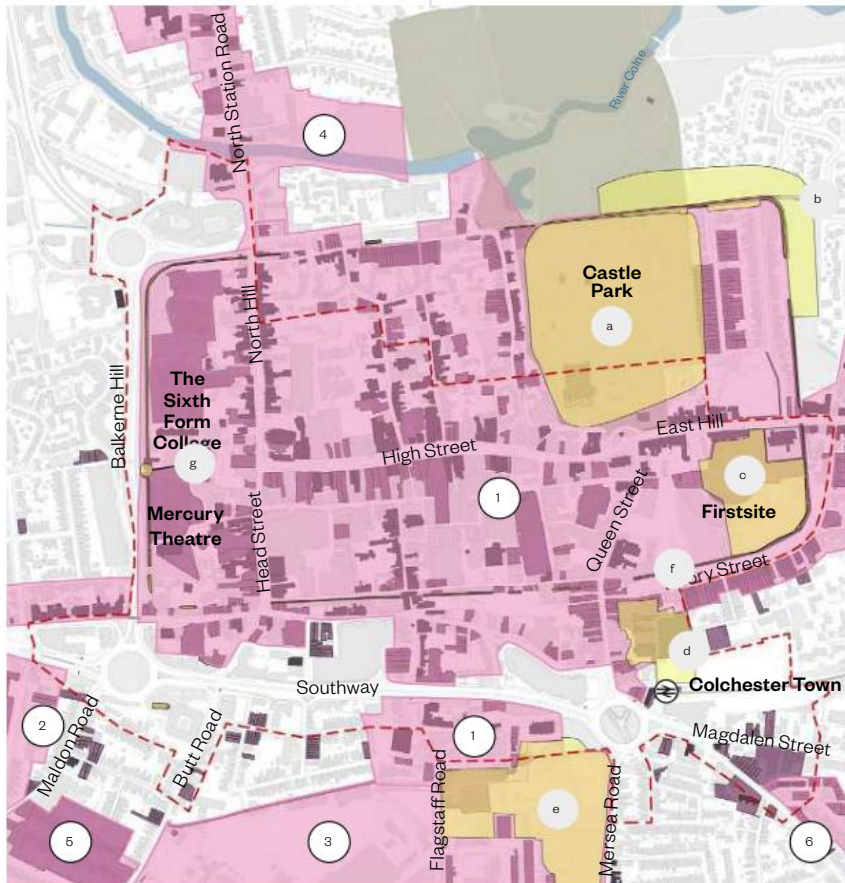 North Station Road
River Colne
4
b
Castle
Park
a
North Hill
Balkerne Hill
The
Sixth
Form
College
g
High Street
East Hill
c
1
Firstsite
Mercury
Theatre
Head Street
Queen Street
f
ury Street
d
Colchester Town
Southway
2
Maldon Road
Butt Road
1
Magdalen Street
Flagstaff Road
e
Mersea Road
5
3
6